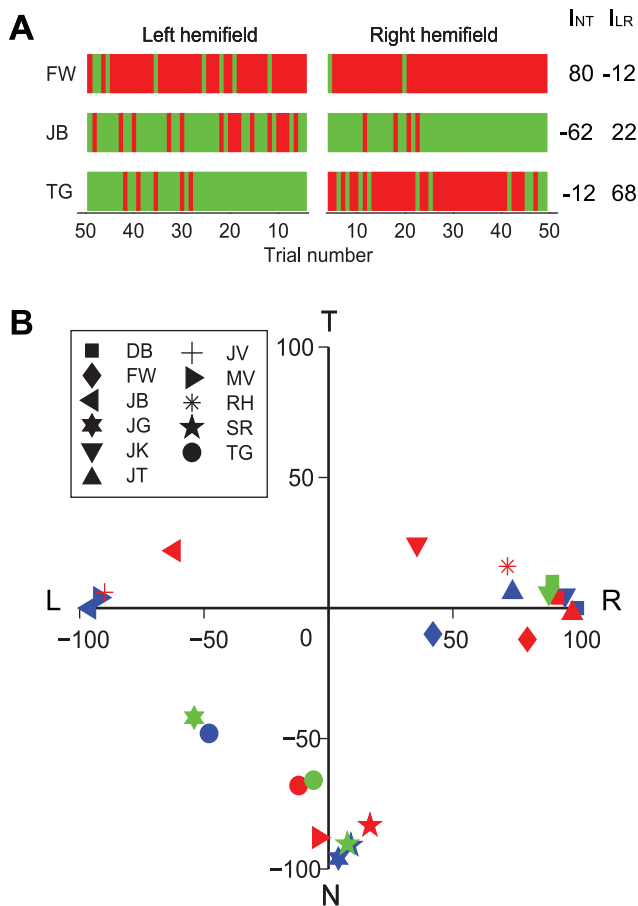 A
Left hemifield Right hemifield INT ILR
FW 80 -12
JB -62 22
TG -12 68
50 40 30 20 10 10 20 30 40 50
Trial number
B
T
100
DB JV
FW MV
JB RH
JG SR
JK TG
JT
50
L R
−100 −50 0 50 100
−50
−100
N